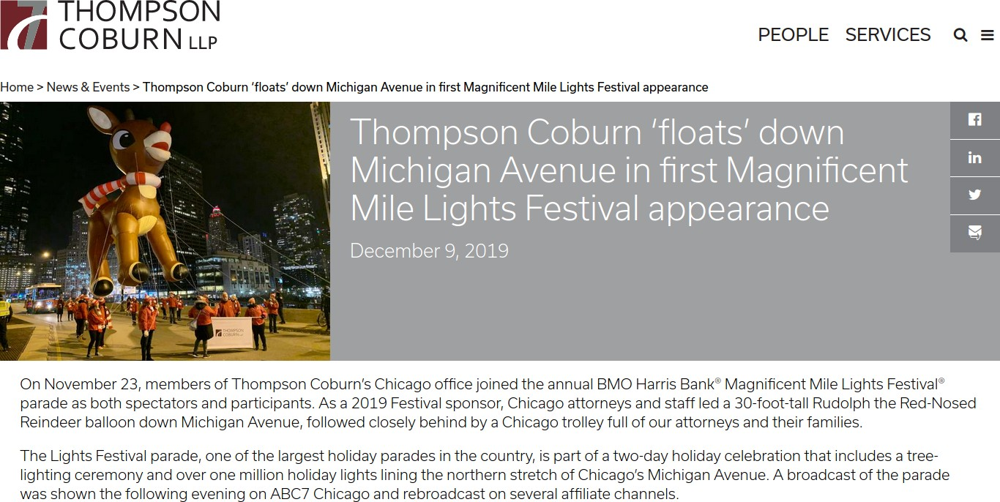 THOMPSON
COBURN LLP
PEOPLE SERVICES
Home > News & Events > Thompson Coburn ‘floats’ down Michigan Avenue in first Magnificent Mile Lights Festival appearance
Thompson Coburn ‘floats’ down
Michigan Avenue in first Magnificent
Mile Lights Festival appearance
December 9, 2019
THOMPSON
COBURN LLP
On November 23, members of Thompson Coburn’s Chicago office joined the annual BMO Harris Bank® Magnificent Mile Lights Festival®
parade as both spectators and participants. As a 2019 Festival sponsor, Chicago attorneys and staff led a 30-foot-tall Rudolph the Red-Nosed
Reindeer balloon down Michigan Avenue, followed closely behind by a Chicago trolley full of our attorneys and their families.
The Lights Festival parade, one of the largest holiday parades in the country, is part of a two-day holiday celebration that includes a tree-
lighting ceremony and over one million holiday lights lining the northern stretch of Chicago’s Michigan Avenue. A broadcast of the parade
was shown the following evening on ABC7 Chicago and rebroadcast on several affiliate channels.